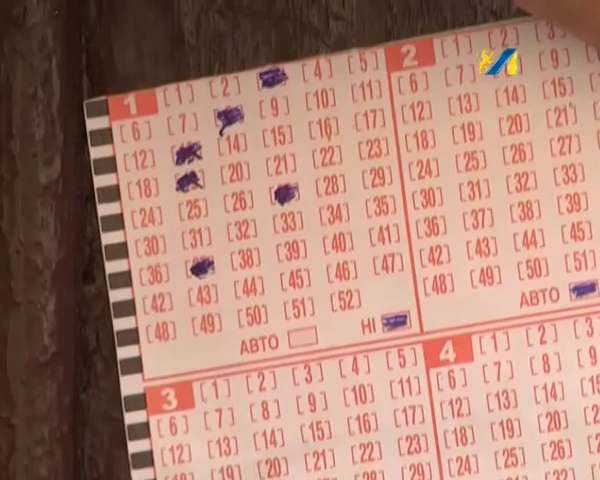 1 [1] [2] [4] [5]
[6] [7] [9] [10] [11]
[12] [14] [15] [16] [17]
[18] [20] [21] [22] [23]
[24] [25] [26] [28] [29]
[30] [31] [32] [33] [34] [35]
[36] [38] [39] [40] [41]
[42] [43] [44] [45] [46] [47]
[48] [49] [50] [51] [52]
АВТО НІ
2 [1] [2] [3]
[6] [7] [9]
[12] [13] [14] [15]
[18] [19] [20] [21]
[24] [25] [26] [27]
[30] [31] [32] [33]
[36] [37] [38] [39]
[42] [43] [44] [45]
[48] [49] [50] [51]
АВТО
3 [1] [2] [3] [4] [5]
[6] [7] [8] [9] [10] [11]
[12] [13] [14] [15] [16] [17]
[18] [19] [20] [21] [22] [23]
[28] [29]
4 [1] [2] [3]
[6] [7] [8] [9]
[12] [13] [14] [15]
[18] [19] [20]
[24] [25] [26]